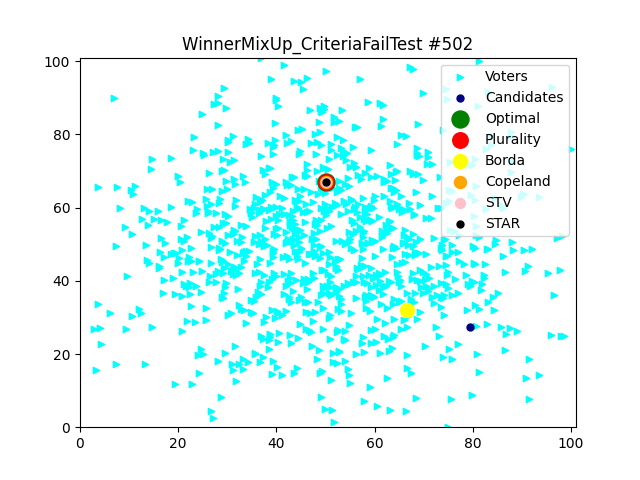 WinnerMixUp_CriteriaFailTest #502
100
80
60
40
20
0
0 20 40 60 80 100
Voters
Candidates
Optimal
Plurality
Borda
Copeland
STV
STAR